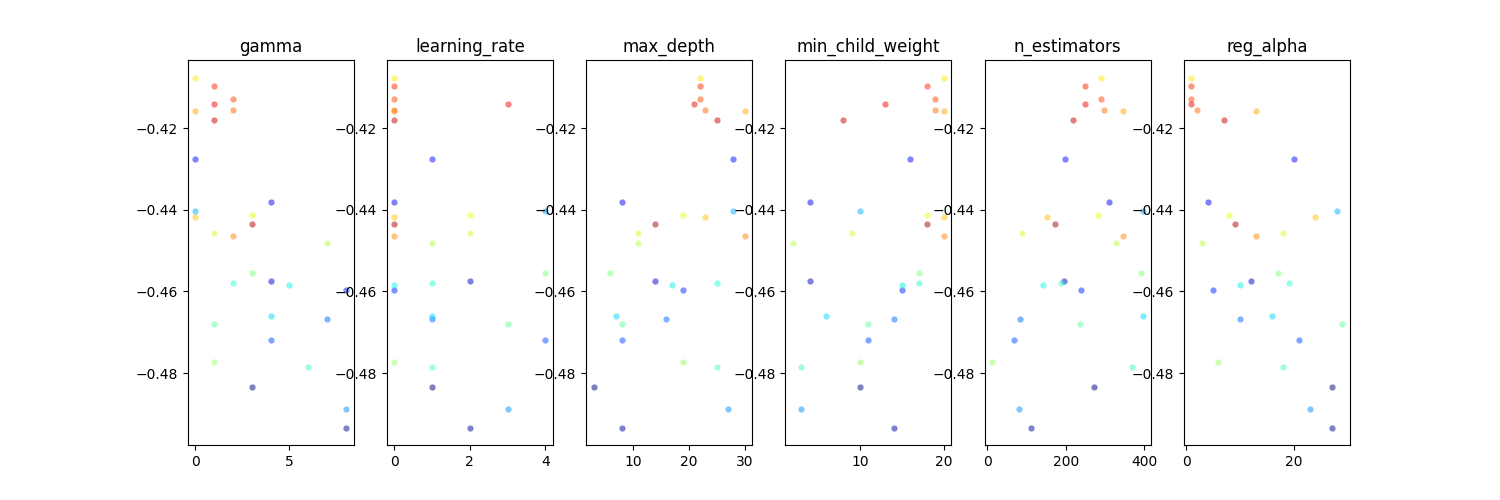 gamma learning_rate max_depth min_child_weight n_estimators reg_alpha
−0.42 −0.42 −0.42 −0.42 −0.42 −0.42
−0.44 −0.44 −0.44 −0.44 −0.44 −0.44
−0.46 −0.46 −0.46 −0.46 −0.46 −0.46
−0.48 −0.48 −0.48 −0.48 −0.48 −0.48
0 5 0 2 4 10 20 30 10 20 0 200 400 0 20